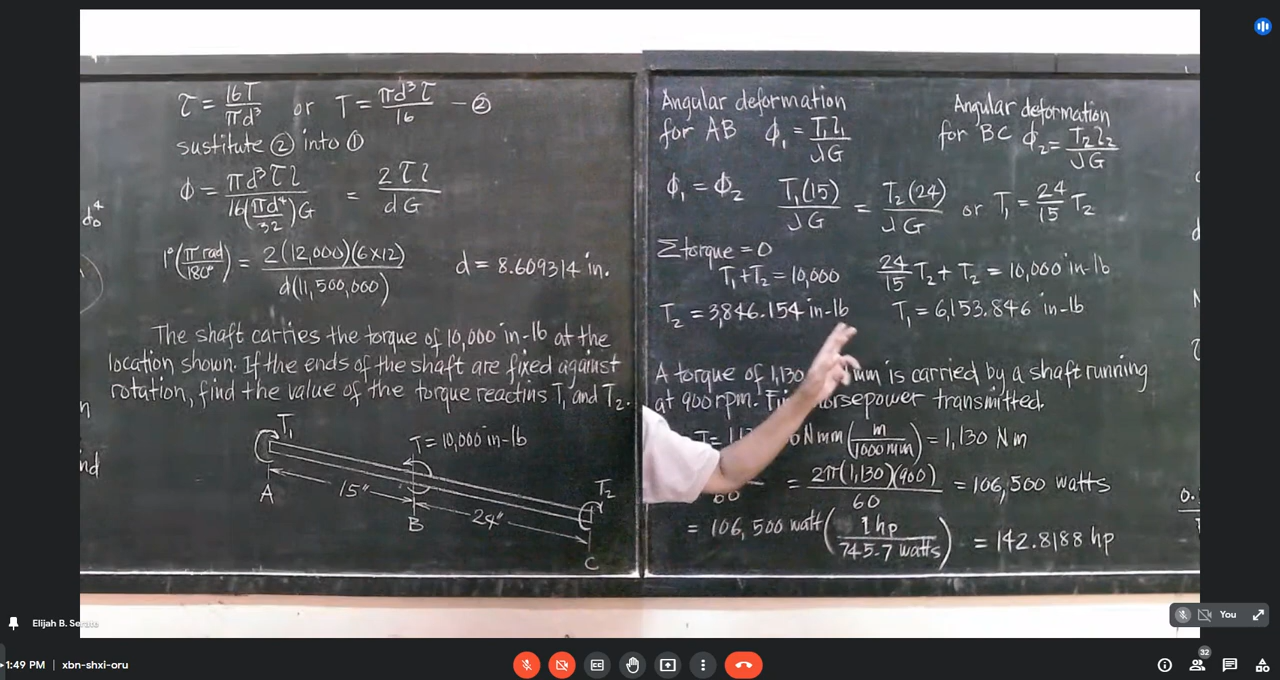 τ = 16T/πd³ or T = πd³τ/16 — ②
sustitute ② into ①
ϕ = πd³τl/16(πd⁴/32)G = 2τl/dG
d₀⁴
1°(π rad/180°) = 2(12,000)(6×12)/d(11,500,000) d = 8.609314 in.
The shaft carries the torque of 10,000 in-lb at the
location shown. If the ends of the shaft are fixed against
rotation, find the value of the torque reactins T₁ and T₂.
T₁
T = 10,000 in-lb
A
15"
B
24"
T₂
C
nd
Angular deformation
for AB ϕ₁ = T₁l₁/JG
Angular deformation
for BC ϕ₂ = T₂l₂/JG
ϕ₁ = ϕ₂ T₁(15)/JG = T₂(24)/JG or T₁ = 24/15 T₂
Σtorque = 0
T₁ + T₂ = 10,000 24/15 T₂ + T₂ = 10,000 in-lb
T₂ = 3,846.154 in-lb T₁ = 6,153.846 in-lb
A torque of 1,130 mm is carried by a shaft running
at 900 rpm. horsepower transmitted.
Nmm (m/1000 mm) = 1,130 Nm
60 = 2π(1,130)(900)/60 = 106,500 watts
= 106,500 watt (1 hp/745.7 watts) = 142.8188 hp
Elijah B.
You
1:49 PM | xbn-shxi-oru
32